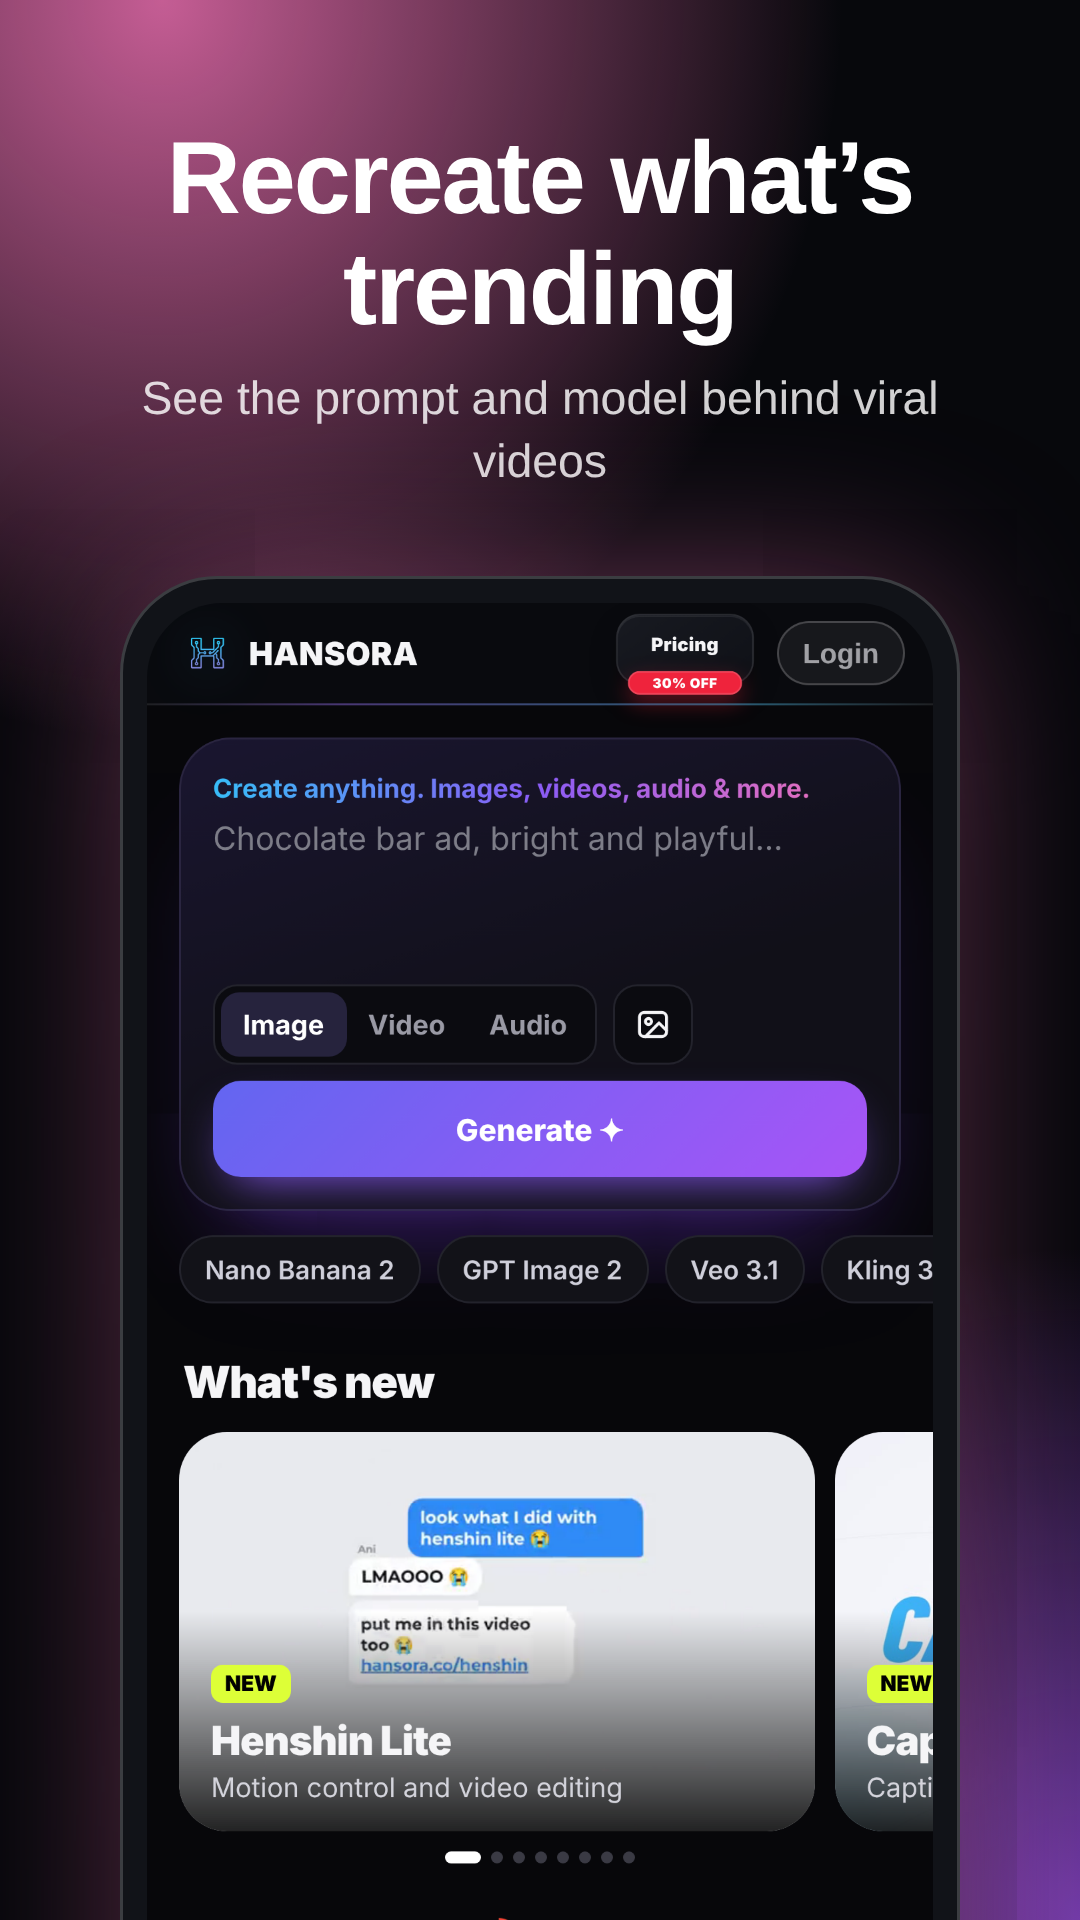 Recreate what’s
trending
See the prompt and model behind viral
videos
HANSORA
Pricing
30% OFF
Login
Create anything. Images, videos, audio & more.
Chocolate bar ad, bright and playful...
Image
Video
Audio
Generate ✦
Nano Banana 2
GPT Image 2
Veo 3.1
Kling 3
What's new
look what I did with
henshin lite 😭
Ani
LMAOOO 😭
put me in this video
too 😭
hansora.co/henshin
NEW
Henshin Lite
Motion control and video editing
NEW